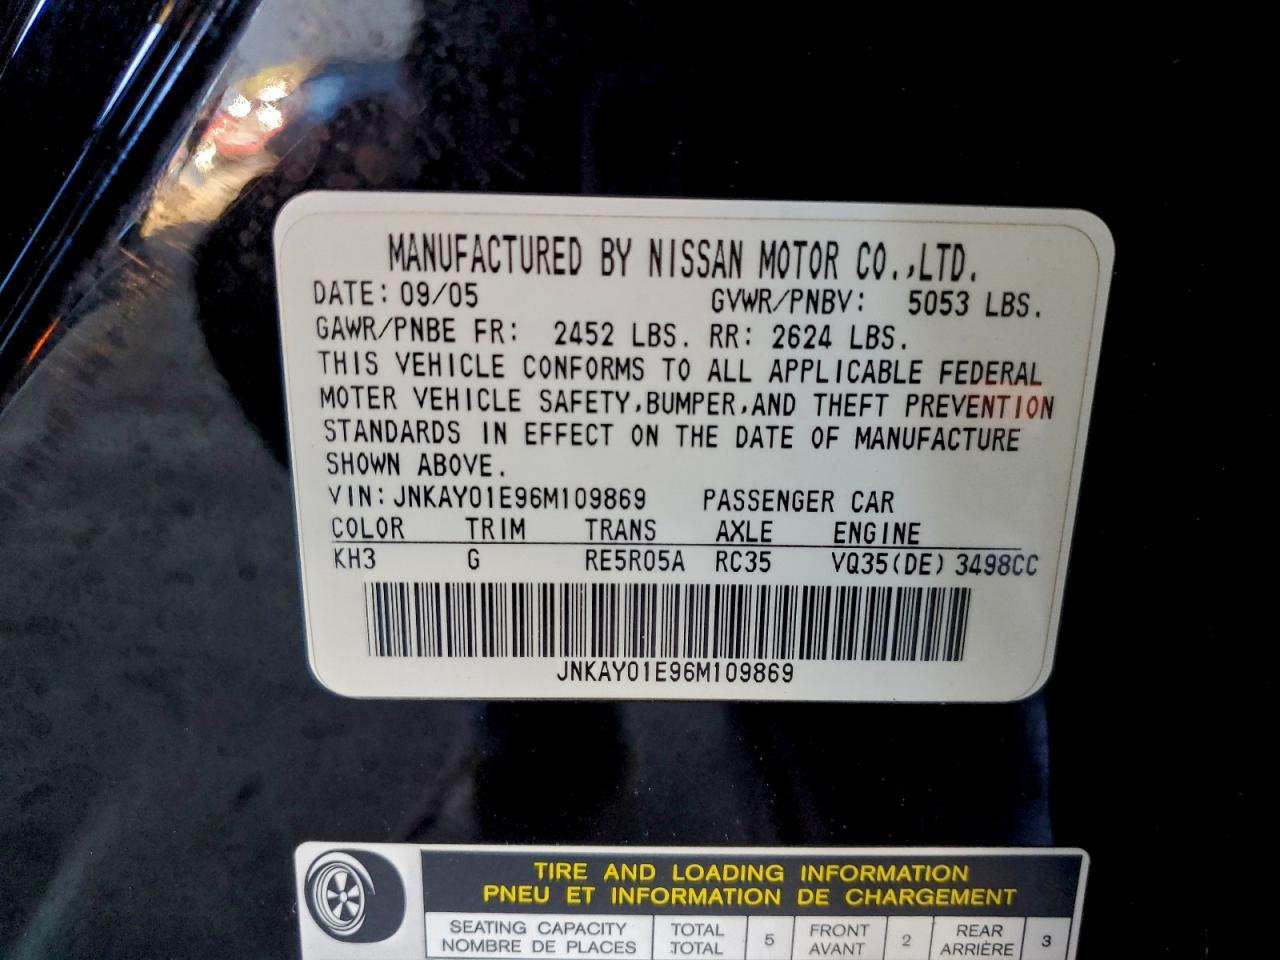 MANUFACTURED BY NISSAN MOTOR CO.,LTD.
DATE: 09/05 GVWR/PNBV: 5053 LBS.
GAWR/PNBE FR: 2452 LBS. RR: 2624 LBS.
THIS VEHICLE CONFORMS TO ALL APPLICABLE FEDERAL
MOTER VEHICLE SAFETY,BUMPER,AND THEFT PREVENTION
STANDARDS IN EFFECT ON THE DATE OF MANUFACTURE
SHOWN ABOVE.
VIN: JNKAY01E96M109869 PASSENGER CAR
COLOR TRIM TRANS AXLE ENGINE
KH3 G RE5R05A RC35 VQ35(DE) 3498CC
JNKAY01E96M109869
TIRE AND LOADING INFORMATION
PNEU ET INFORMATION DE CHARGEMENT
SEATING CAPACITY TOTAL 5 FRONT 2 REAR 3
NOMBRE DE PLACES TOTAL AVANT ARRIÈRE